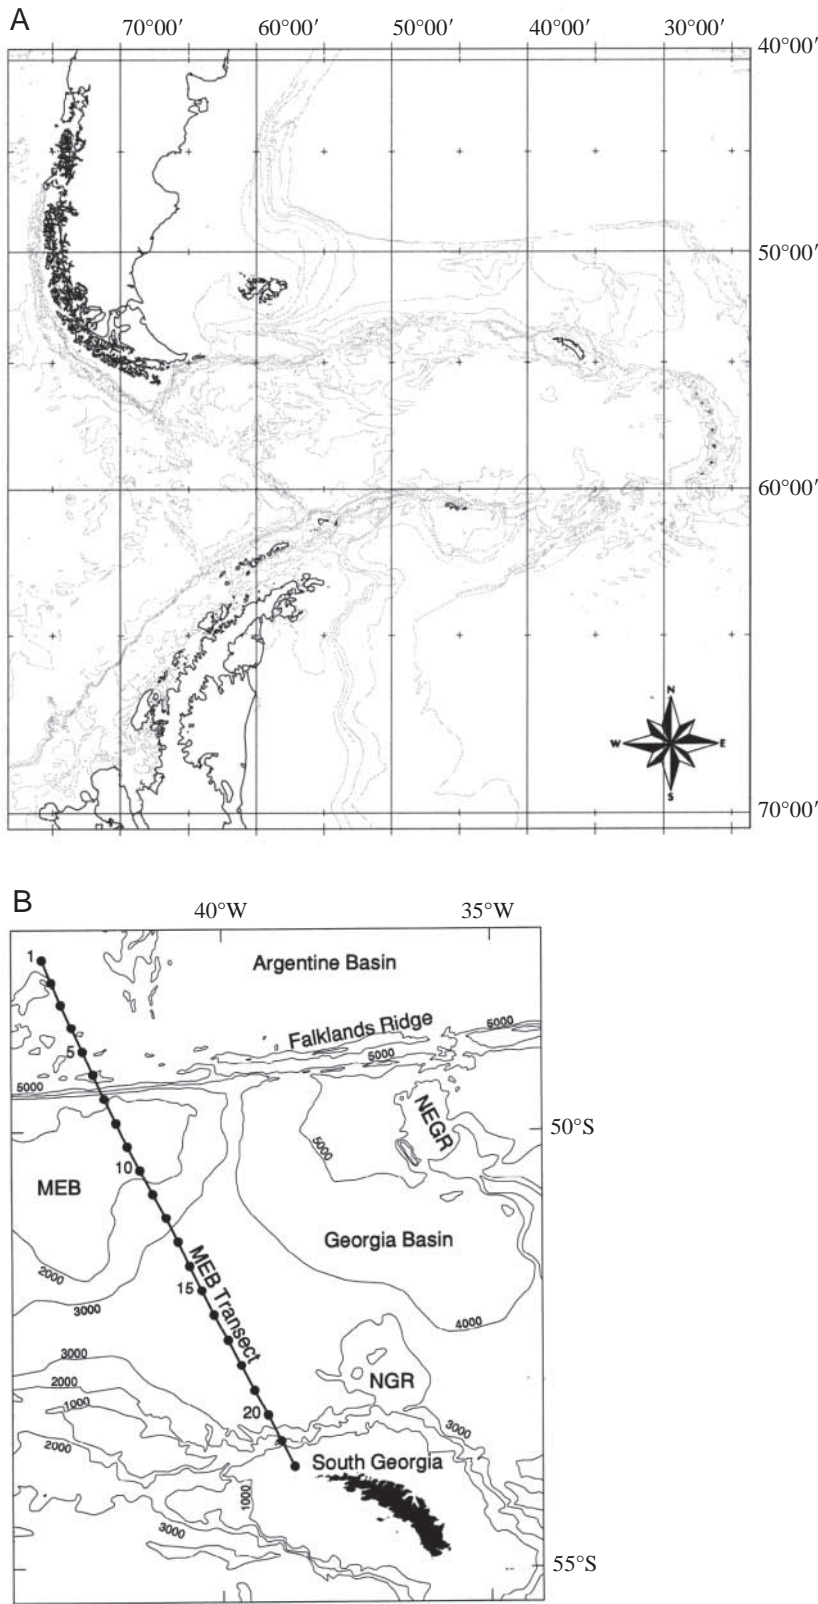 A
70°00′ 60°00′ 50°00′ 40°00′ 30°00′
40°00′
50°00′
60°00′
N
W E
S
70°00′
B
40°W 35°W
1
Argentine Basin
Falklands Ridge
5000
5000
5
5000
NEGR
50°S
5000
10
MEB
Georgia Basin
MEB Transect
2000
15
3000
4000
3000
NGR
2000
1000
20
3000
2000
South Georgia
1000
3000
55°S